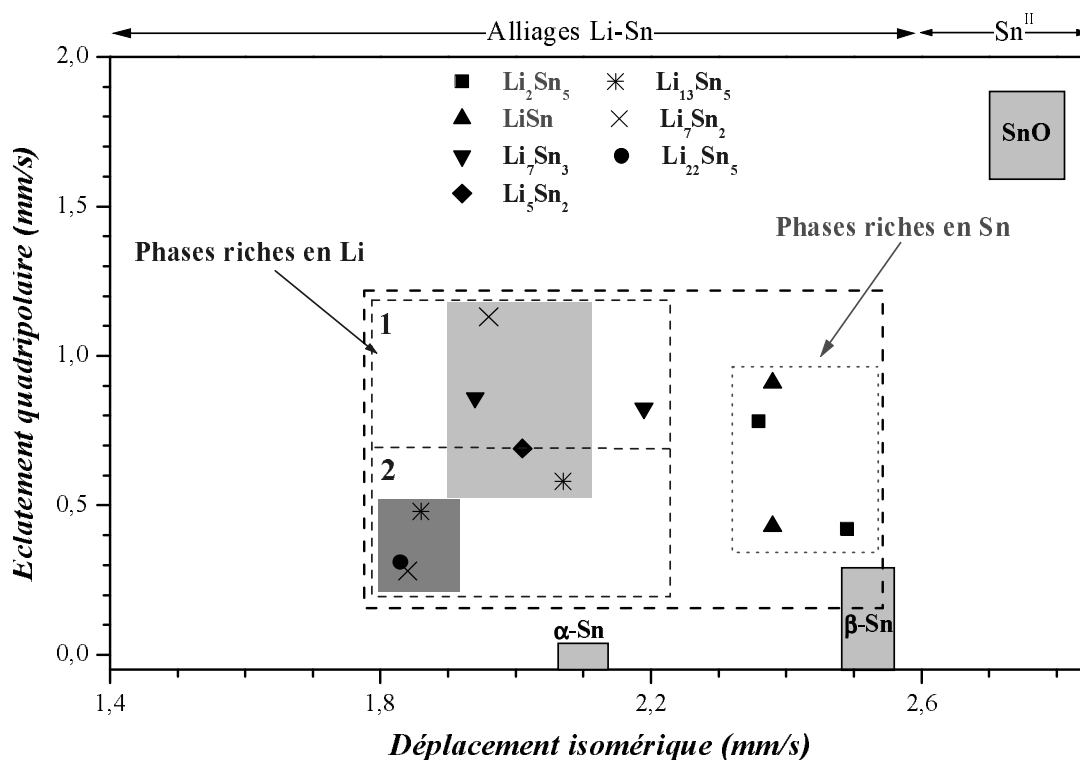 Alliages Li-Sn Sn^II
2,0
Li₂Sn₅ Li₁₃Sn₅
LiSn Li₇Sn₂
Li₇Sn₃ Li₂₂Sn₅
Li₅Sn₂
SnO
1,5
Phases riches en Li
Phases riches en Sn
1
1,0
2
0,5
α-Sn
β-Sn
0,0
1,4 1,8 2,2 2,6
Déplacement isomérique (mm/s)
Eclatement quadripolaire (mm/s)